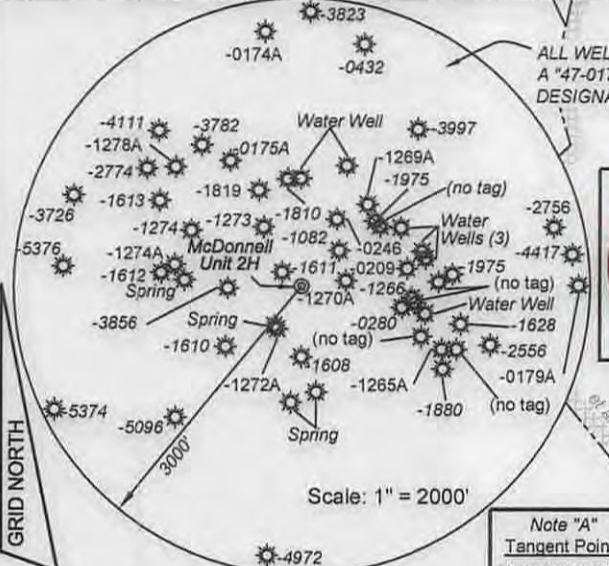 -3823
-0174A
-0432
ALL WEL
A "47-017
DESIGNA
-4111
-3782
Water Well
-3997
-1278A
-0175A
-1269A
-2774
-1975
-1819
(no tag)
-1613
-3726
-1810
-2756
-1274
-1273
Water
Wells (3)
-1082
-0246
-5376
McDonnell
Unit 2H
-4417
-1274A
-1611
-0209
-1975
-1612
Spring
-1270A
-1266
(no tag)
Water Well
-3856
Spring
-0280
-1628
(no tag)
-1610
-2556
-1608
-1272A
-1265A
-0179A
-1880
(no tag)
-5374
-5096
Spring
3000'
Scale: 1" = 2000'
GRID NORTH
Note "A"
Tangent Poin
-4972